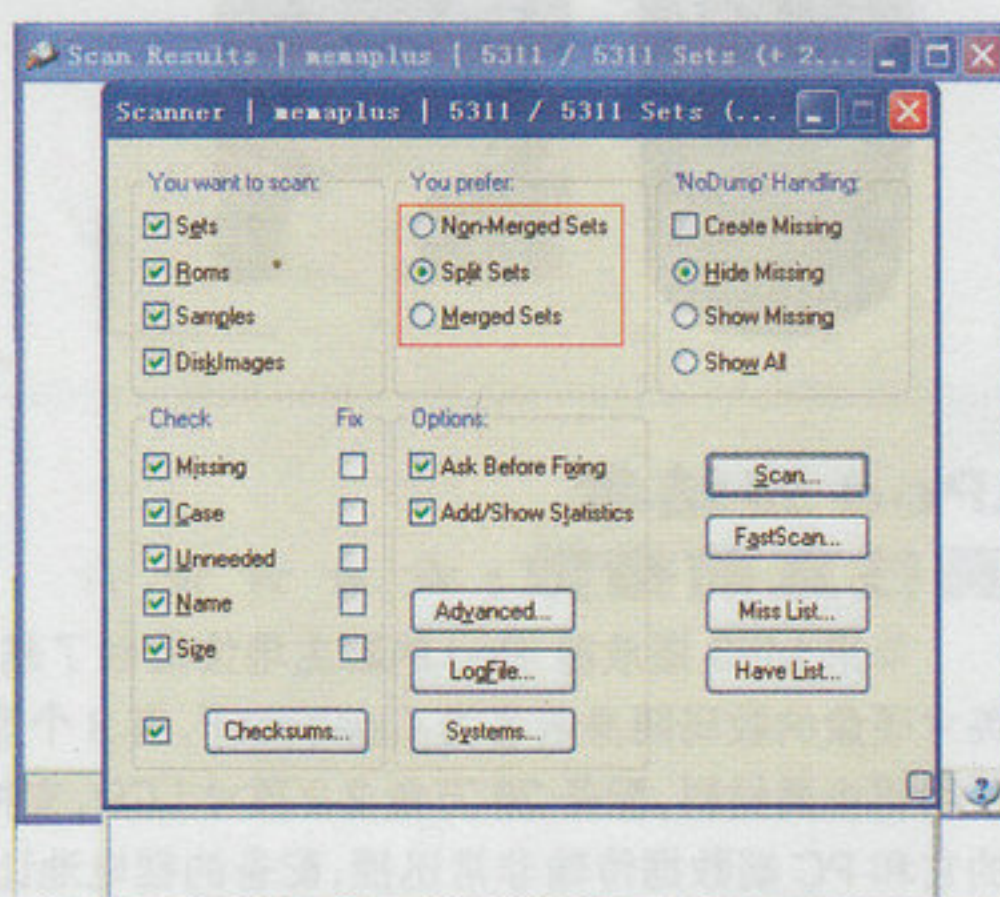 Scan Results | memaplus | 5311 / 5311 Sets (+ 2...
Scanner | memaplus | 5311 / 5311 Sets (...
You want to scan:
Sets
Roms
Samples
DiskImages
You prefer:
Non-Merged Sets
Split Sets
Merged Sets
'NoDump' Handling:
Create Missing
Hide Missing
Show Missing
Show All
Check
Fix
Missing
Case
Unneeded
Name
Size
Checksums...
Options:
Ask Before Fixing
Add/Show Statistics
Advanced...
LogFile...
Systems...
Scan...
FastScan...
Miss List...
Have List...